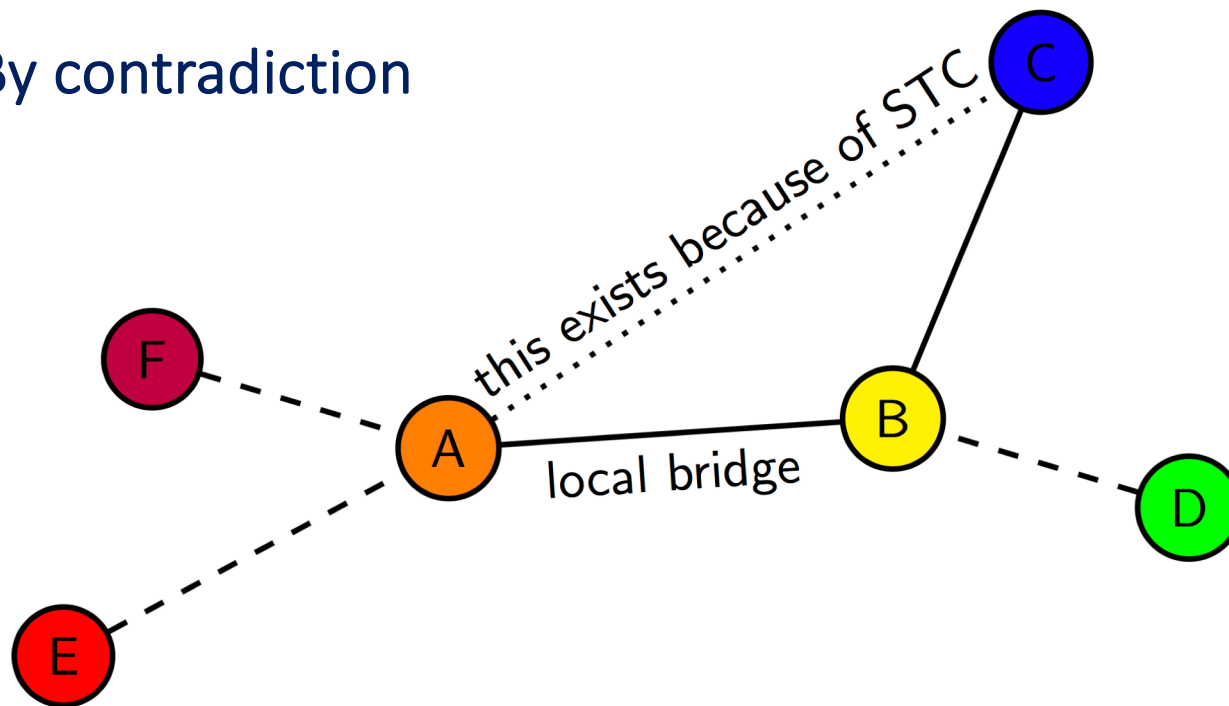 By contradiction
C
this exists because of STC
F
A
B
local bridge
D
E